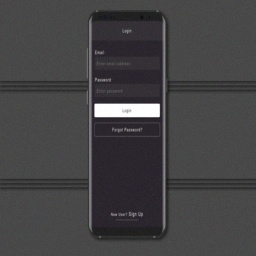 Login
Email
Enter email address
Password
Enter password
Login
Forgot Password?
New User? Sign Up